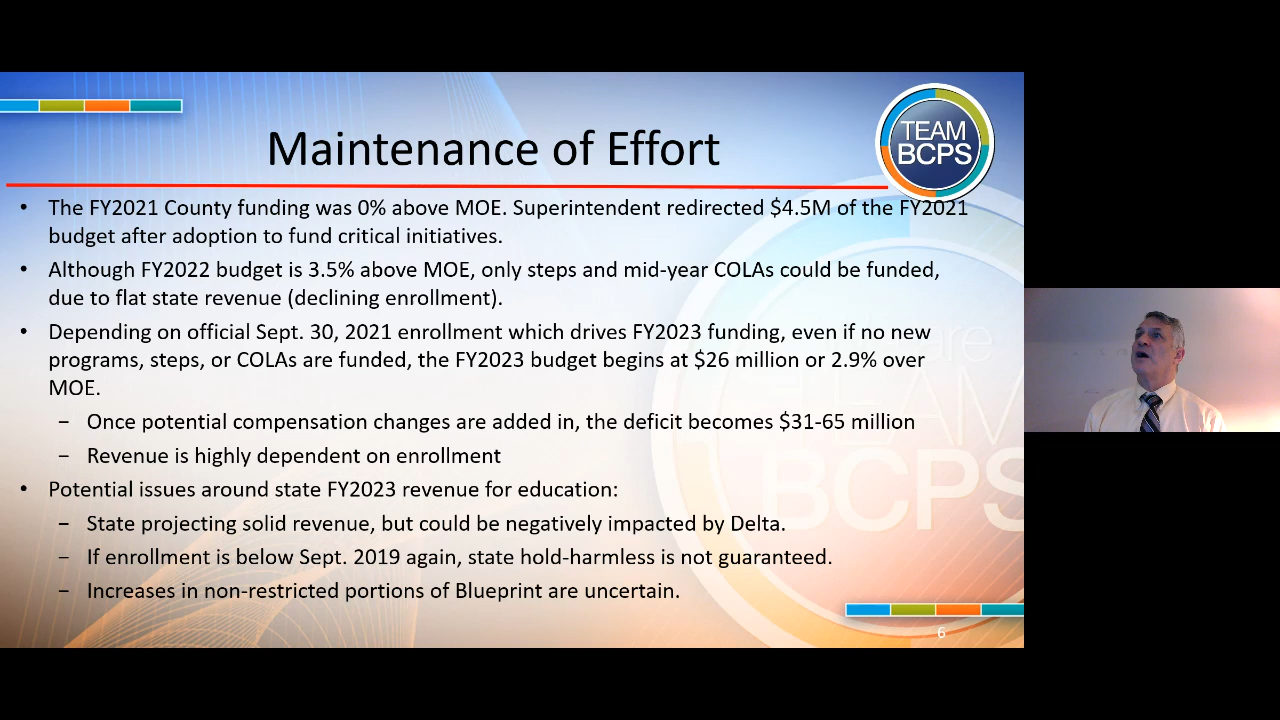 TEAM
BCPS
Maintenance of Effort
• The FY2021 County funding was 0% above MOE. Superintendent redirected $4.5M of the FY2021
budget after adoption to fund critical initiatives.
• Although FY2022 budget is 3.5% above MOE, only steps and mid-year COLAs could be funded,
due to flat state revenue (declining enrollment).
• Depending on official Sept. 30, 2021 enrollment which drives FY2023 funding, even if no new
programs, steps, or COLAs are funded, the FY2023 budget begins at $26 million or 2.9% over
MOE.
− Once potential compensation changes are added in, the deficit becomes $31-65 million
− Revenue is highly dependent on enrollment
• Potential issues around state FY2023 revenue for education:
− State projecting solid revenue, but could be negatively impacted by Delta.
− If enrollment is below Sept. 2019 again, state hold-harmless is not guaranteed.
− Increases in non-restricted portions of Blueprint are uncertain.
are
TEAM
BCPS
6